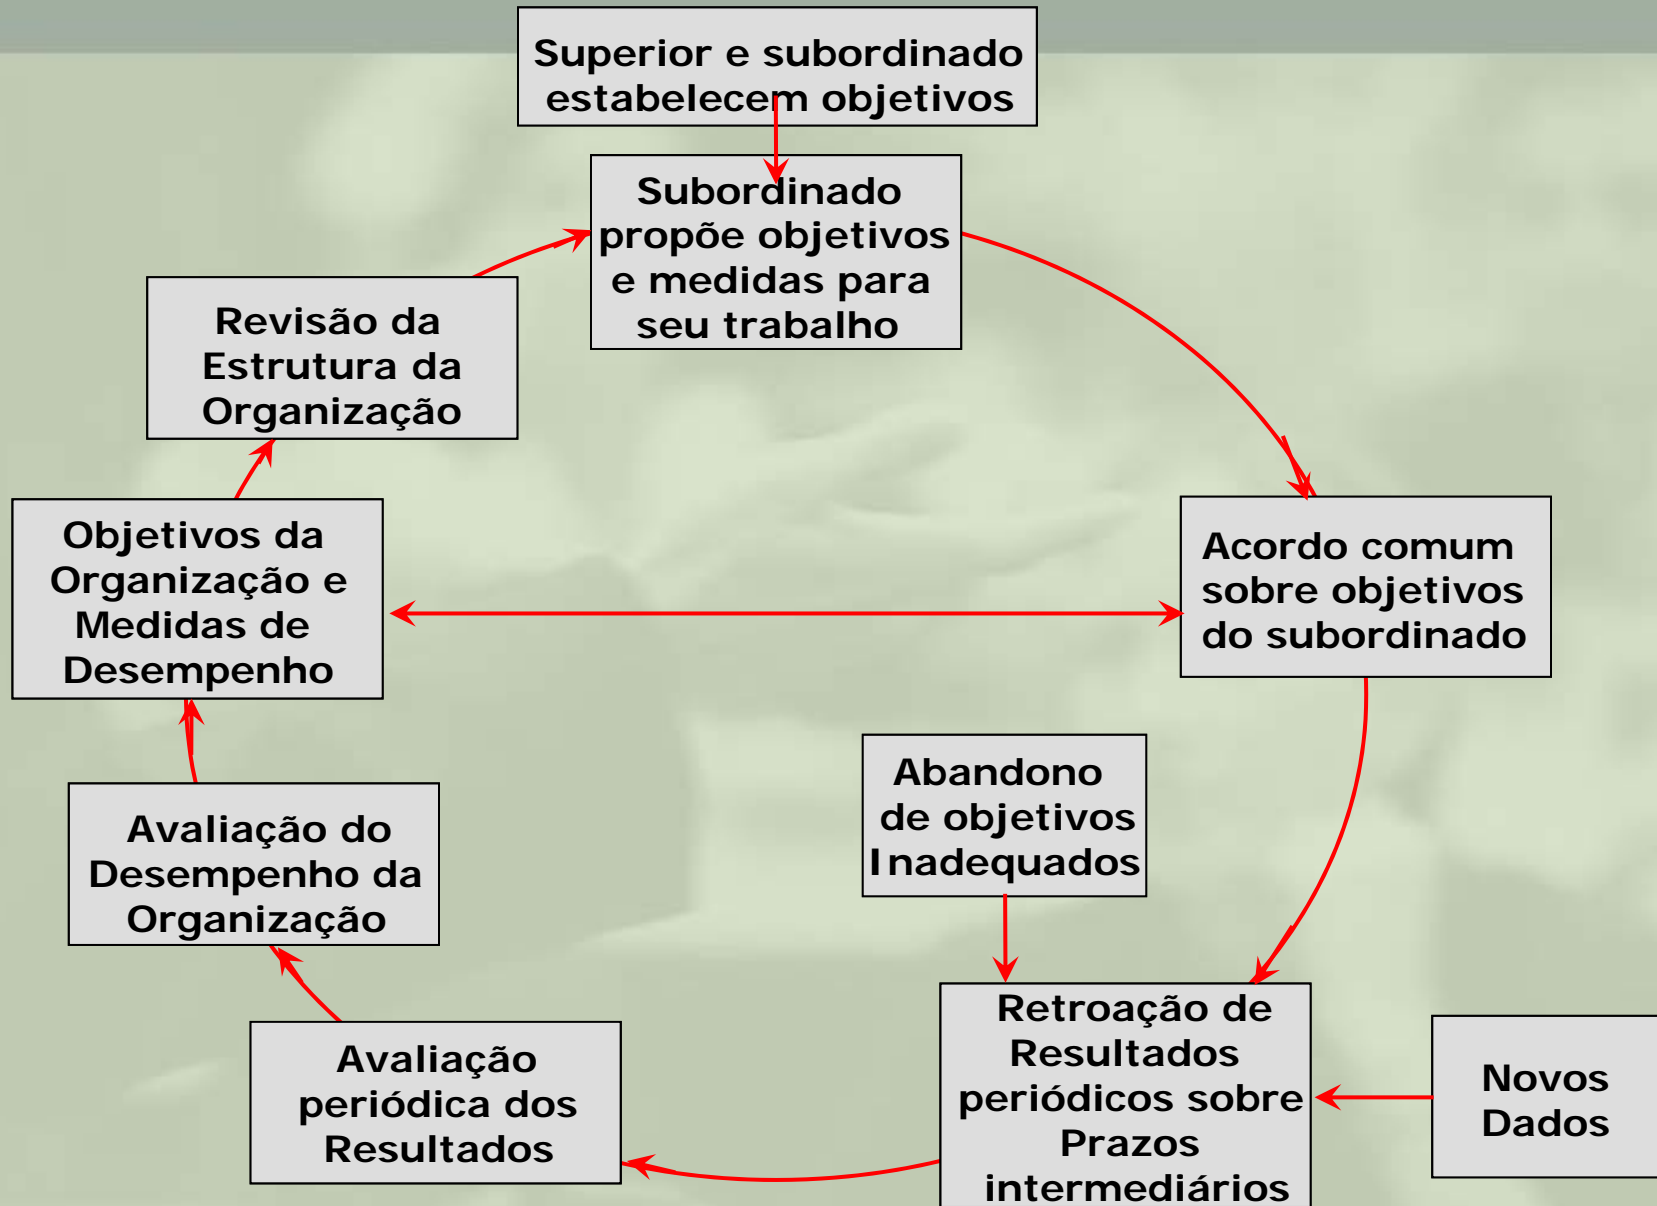 Superior e subordinado
estabelecem objetivos
Subordinado
propõe objetivos
e medidas para
seu trabalho
Revisão da
Estrutura da
Organização
Objetivos da
Organização e
Medidas de
Desempenho
Acordo comum
sobre objetivos
do subordinado
Abandono
de objetivos
Inadequados
Avaliação do
Desempenho da
Organização
Retroação de
Resultados
periódicos sobre
Prazos
intermediários
Novos
Dados
Avaliação
periódica dos
Resultados